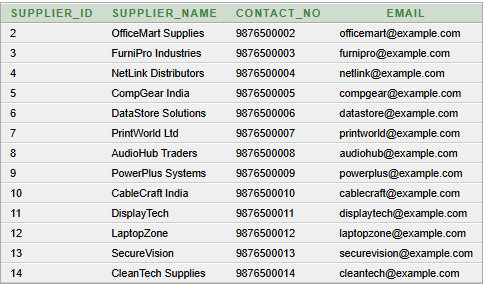 SUPPLIER_ID SUPPLIER_NAME CONTACT_NO EMAIL
2 OfficeMart Supplies 9876500002 officemart@example.com
3 FurniPro Industries 9876500003 furnipro@example.com
4 NetLink Distributors 9876500004 netlink@example.com
5 CompGear India 9876500005 compgear@example.com
6 DataStore Solutions 9876500006 datastore@example.com
7 PrintWorld Ltd 9876500007 printworld@example.com
8 AudioHub Traders 9876500008 audiohub@example.com
9 PowerPlus Systems 9876500009 powerplus@example.com
10 CableCraft India 9876500010 cablecraft@example.com
11 DisplayTech 9876500011 displaytech@example.com
12 LaptopZone 9876500012 laptopzone@example.com
13 SecureVision 9876500013 securevision@example.com
14 CleanTech Supplies 9876500014 cleantech@example.com